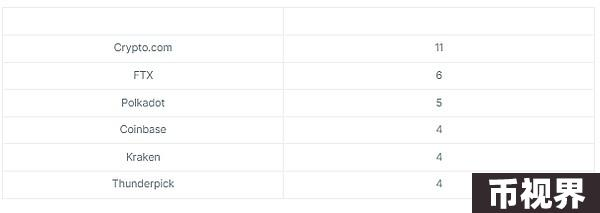 Crypto.com 11
FTX 6
Polkadot 5
Coinbase 4
Kraken 4
Thunderpick 4
币视界